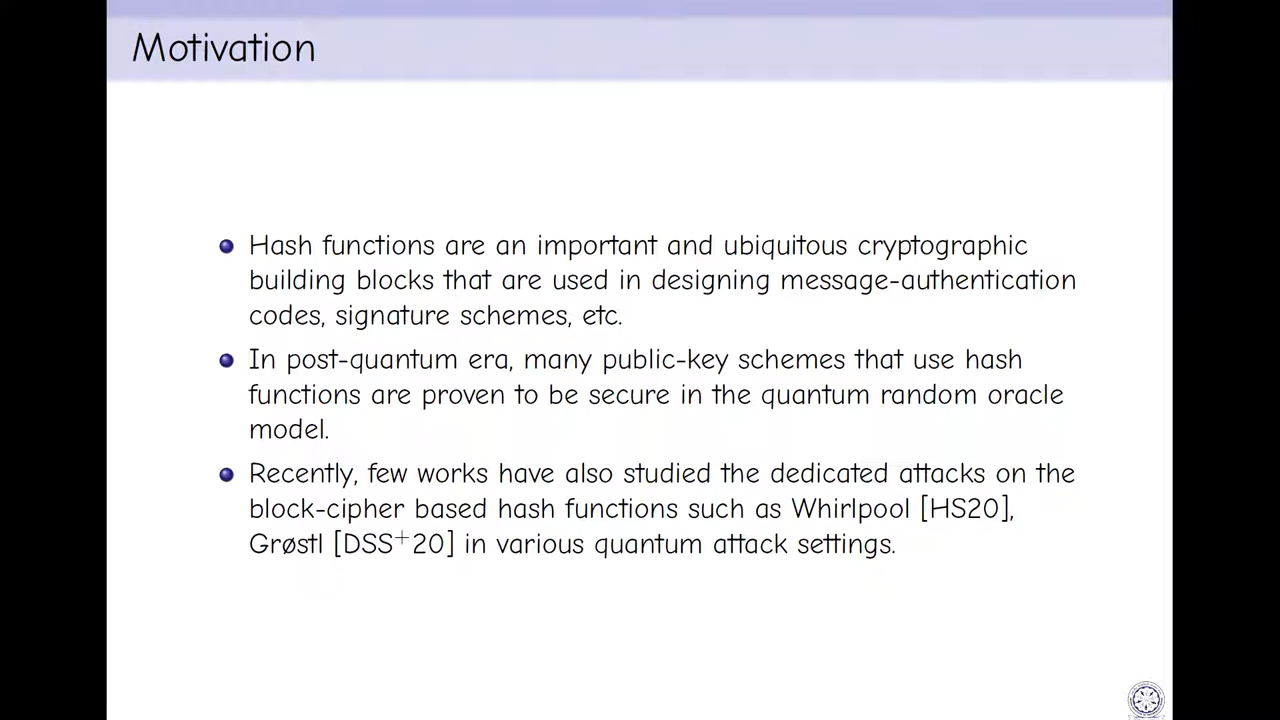 Motivation
Hash functions are an important and ubiquitous cryptographic
building blocks that are used in designing message-authentication
codes, signature schemes, etc.
In post-quantum era, many public-key schemes that use hash
functions are proven to be secure in the quantum random oracle
model.
Recently, few works have also studied the dedicated attacks on the
block-cipher based hash functions such as Whirlpool [HS20],
Grøstl [DSS⁺20] in various quantum attack settings.